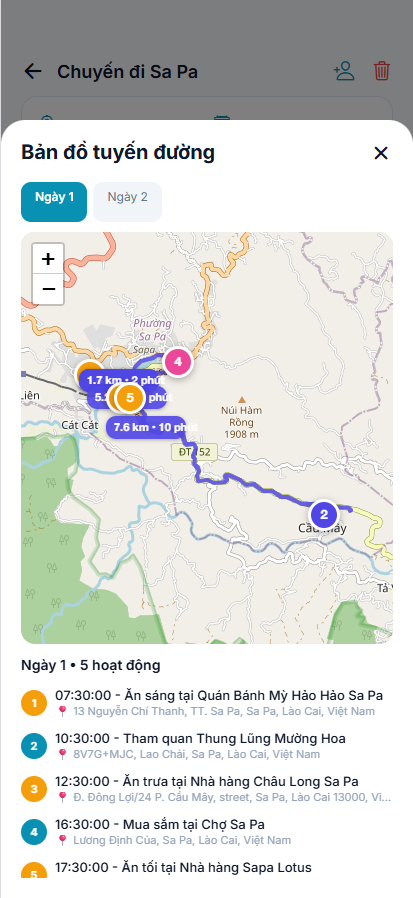 Chuyến đi Sa Pa
Bản đồ tuyến đường
Ngày 1
Ngày 2
+
−
Phường
Sa Pa
Sapa
4
1.7 km • 2 phút
5
phút
Cát Cát
7.6 km • 10 phút
Núi Hàm
Rồng
1908 m
ĐT.152
2
Ngày 1 • 5 hoạt động
1
07:30:00 - Ăn sáng tại Quán Bánh Mỳ Hảo Hảo Sa Pa
13 Nguyễn Chí Thanh, TT. Sa Pa, Sa Pa, Lào Cai, Việt Nam
2
10:30:00 - Tham quan Thung Lũng Mường Hoa
8V7G+MJC, Lao Chải, Sa Pa, Lào Cai, Việt Nam
3
12:30:00 - Ăn trưa tại Nhà hàng Châu Long Sa Pa
Đ. Đông Lợi/24 P. Cầu Mây, street, Sa Pa, Lào Cai 13000, Vi...
4
16:30:00 - Mua sắm tại Chợ Sa Pa
Lương Định Của, Sa Pa, Lào Cai, Việt Nam
5
17:30:00 - Ăn tối tại Nhà hàng Sapa Lotus